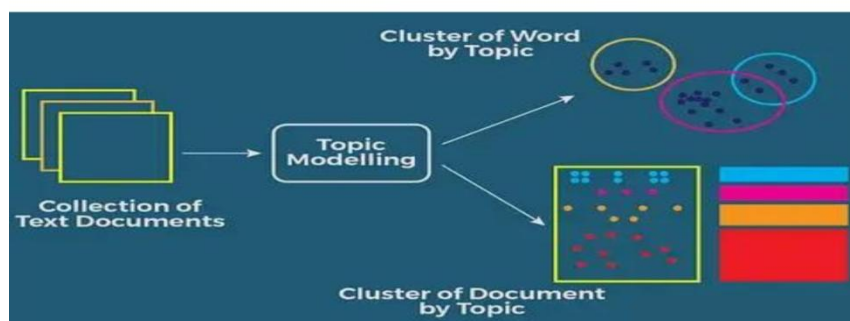 Cluster of Word
by Topic
Topic
Modelling
Collection of
Text Documents
Cluster of Document
by Topic